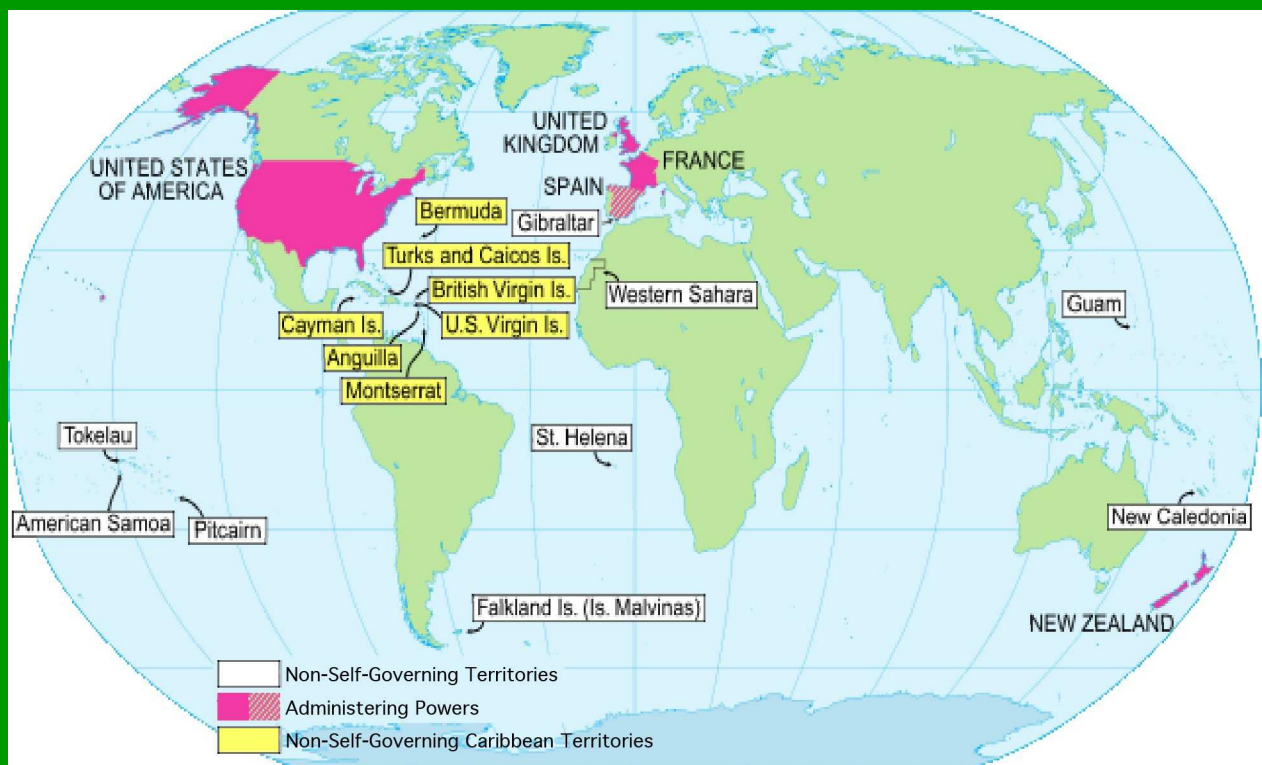 UNITED
KINGDOM
FRANCE
UNITED STATES
OF AMERICA
SPAIN
Bermuda
Gibraltar
Turks and Caicos Is.
British Virgin Is.
Western Sahara
Guam
Cayman Is.
U.S. Virgin Is.
Anguilla
Montserrat
Tokelau
St. Helena
American Samoa
Pitcairn
New Caledonia
Falkland Is. (Is. Malvinas)
NEW ZEALAND
Non-Self-Governing Territories
Administering Powers
Non-Self-Governing Caribbean Territories